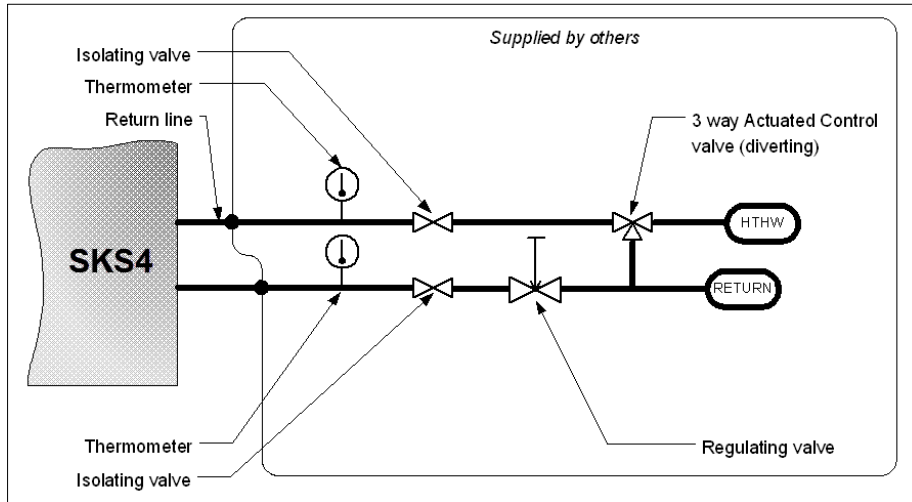 Supplied by others
Isolating valve
Thermometer
Return line
3 way Actuated Control
valve (diverting)
HTHW
SKS4
RETURN
Thermometer
Regulating valve
Isolating valve